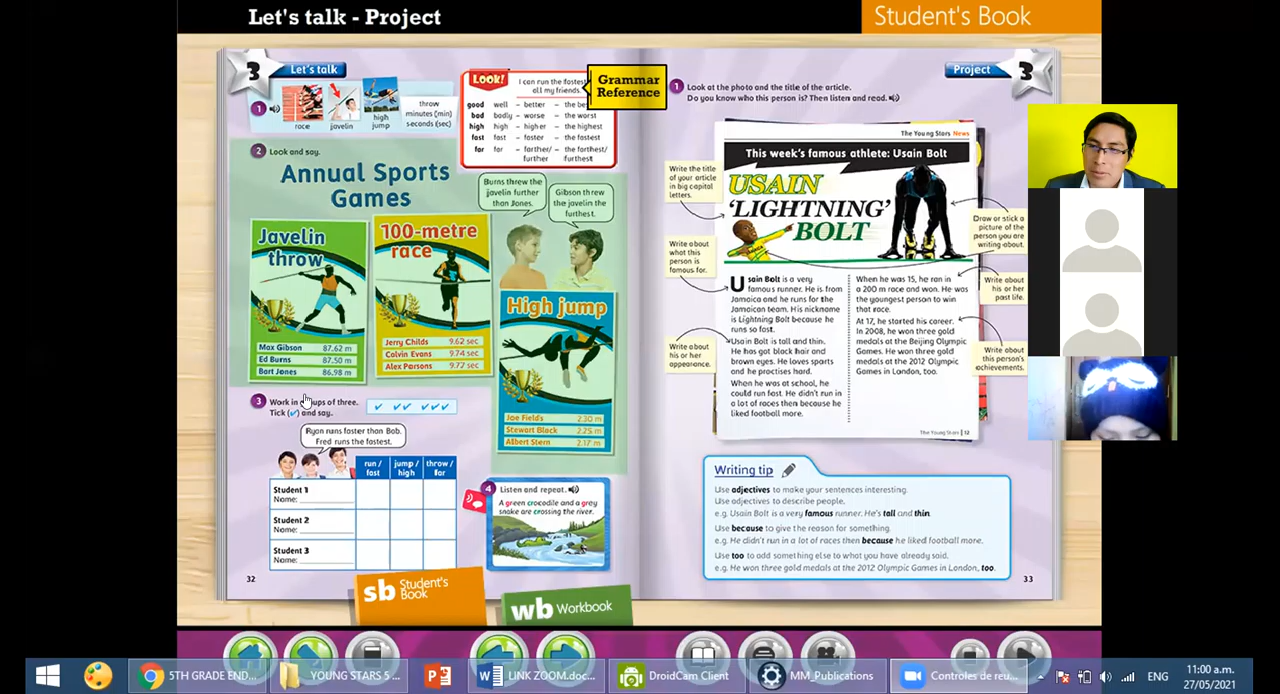 Let's talk - Project
Student's Book
3
Let's talk
1
race
javelin
high
jump
throw
minutes (min)
seconds (sec)
Look!
I can run the fastest
all my friends.
good well - better - the bes
bad badly - worse - the worst
high high - higher - the highest
fast fast - faster - the fastest
far far - farther/ - the farthest/
further furthest
Grammar
Reference
2 Look and say.
Annual Sports
Games
Burns threw the
javelin further
than Jones.
Gibson threw
the javelin the
furthest.
Javelin
throw
Max Gibson 87.62 m
Ed Burns 87.50 m
Bart Jones 86.98 m
100-metre
race
Jerry Childs 9.62 sec
Calvin Evans 9.74 sec
Alex Parsons 9.77 sec
High jump
Joe Fields 2.30 m
Stewart Black 2.25 m
Albert Stern 2.17 m
3 Work in ups of three.
Tick (✓) and say.
✓ ✓✓ ✓✓✓
Ryan runs faster than Bob.
Fred runs the fastest.
run / fast
jump / high
throw / far
Student 1
Name:
Student 2
Name:
Student 3
Name:
4 Listen and repeat.
A green crocodile and a grey
snake are crossing the river.
32
sb Student's
Book
wb Workbook
Project
3
1 Look at the photo and the title of the article.
Do you know who this person is? Then listen and read.
The Young Stars News
This week's famous athlete: Usain Bolt
USAIN
'LIGHTNING'
BOLT
Write the title
of your article
in big capital
letters.
Write about
what this
person is
famous for.
Write about
his or her
appearance.
Draw or stick a
picture of the
person you are
writing about.
Write about
his or her
past life.
Write about
this person's
achievements.
Usain Bolt is a very
famous runner. He is from
Jamaica and he runs for the
Jamaican team. His nickname
is Lightning Bolt because he
runs so fast.
Usain Bolt is tall and thin.
He has got black hair and
brown eyes. He loves sports
and he practises hard.
When he was at school, he
could run fast. He didn't run in
a lot of races then because he
liked football more.
When he was 15, he ran in
a 200 m race and won. He was
the youngest person to win
that race.
At 17, he started his career.
In 2008, he won three gold
medals at the Beijing Olympic
Games. He won three gold
medals at the 2012 Olympic
Games in London, too.
The Young Stars | 12
Writing tip
Use adjectives to make your sentences interesting.
Use adjectives to describe people.
e.g. Usain Bolt is a very famous runner. He's tall and thin.
Use because to give the reason for something.
e.g. He didn't run in a lot of races then because he liked football more.
Use too to add something else to what you have already said.
e.g. He won three gold medals at the 2012 Olympic Games in London, too.
33
5TH GRADE END...
YOUNG STARS 5 ...
LINK ZOOM.doc...
DroidCam Client
MM_Publications
Controles de reu...
ENG
11:00 a.m.
27/05/2021